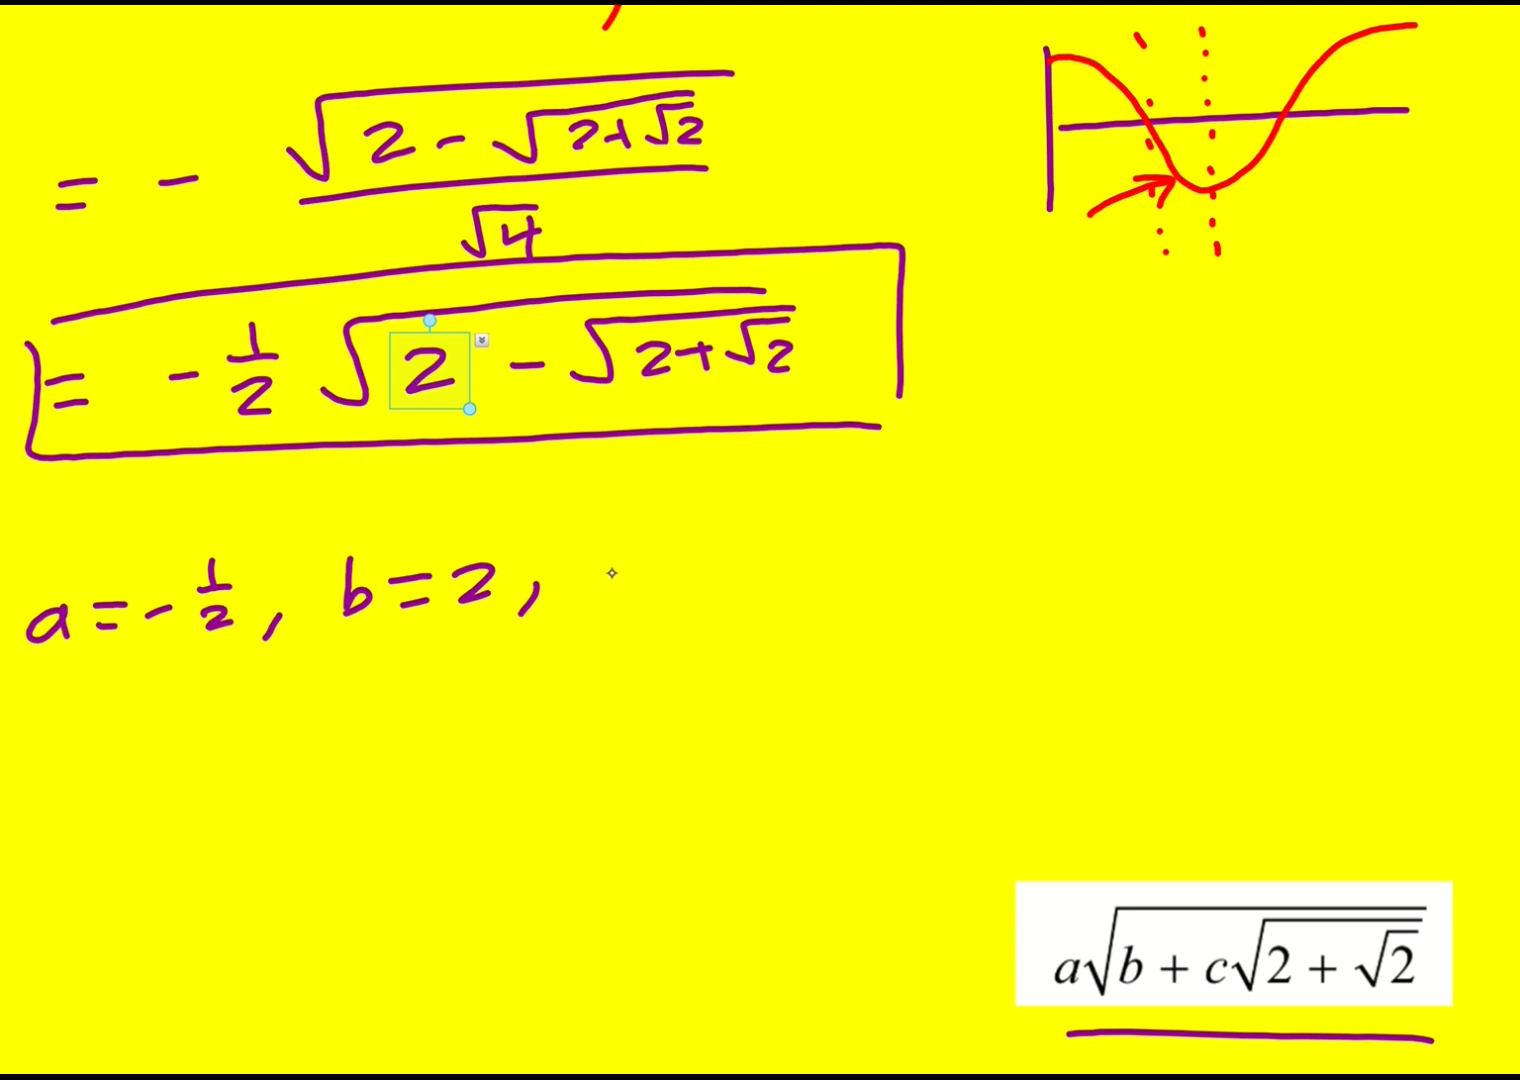 = - √(2 - √(2+√2)) / √4
= - 1/2 √(2 - √(2+√2))
a = - 1/2, b = 2,
a√(b + c√(2 + √2))